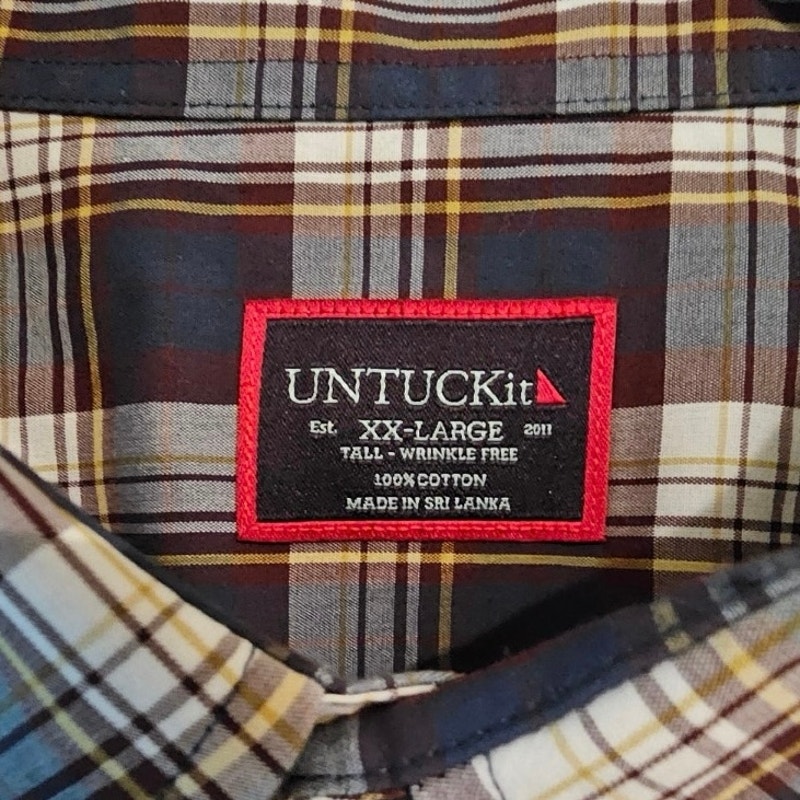 UNTUCKit
Est. XX-LARGE 2011
TALL - WRINKLE FREE
100% COTTON
MADE IN SRI LANKA